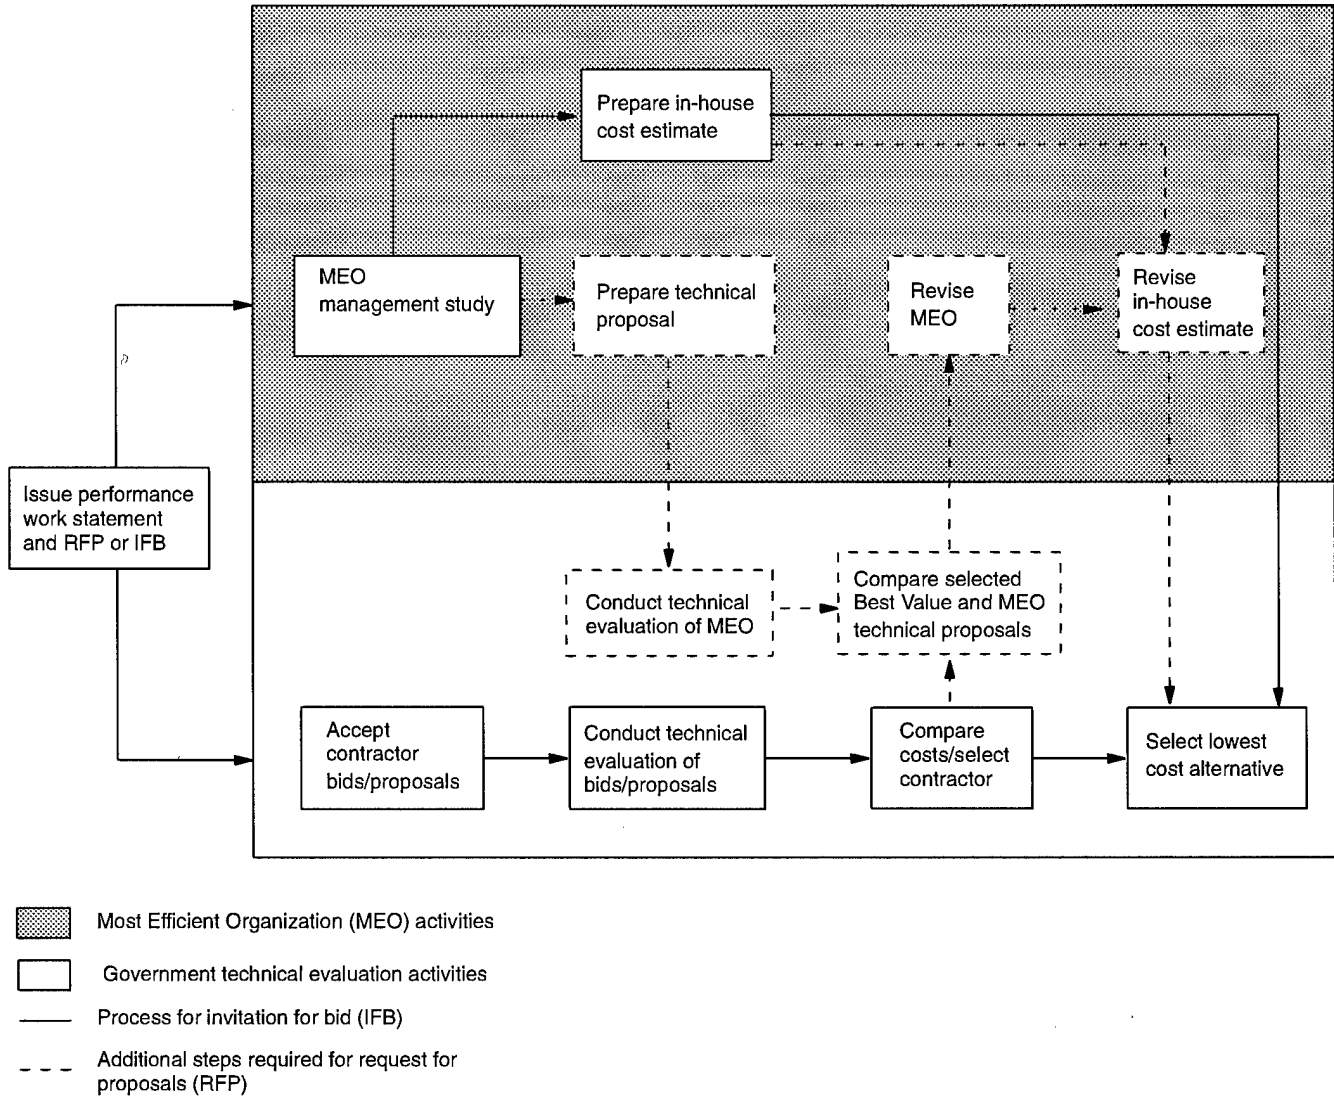 Prepare in-house
cost estimate
MEO
management study
Prepare technical
proposal
Revise
MEO
Revise
in-house
cost estimate
Issue performance
work statement
and RFP or IFB
Conduct technical
evaluation of MEO
Compare selected
Best Value and MEO
technical proposals
Accept
contractor
bids/proposals
Conduct technical
evaluation of
bids/proposals
Compare
costs/select
contractor
Select lowest
cost alternative
Most Efficient Organization (MEO) activities
Government technical evaluation activities
Process for invitation for bid (IFB)
Additional steps required for request for
proposals (RFP)